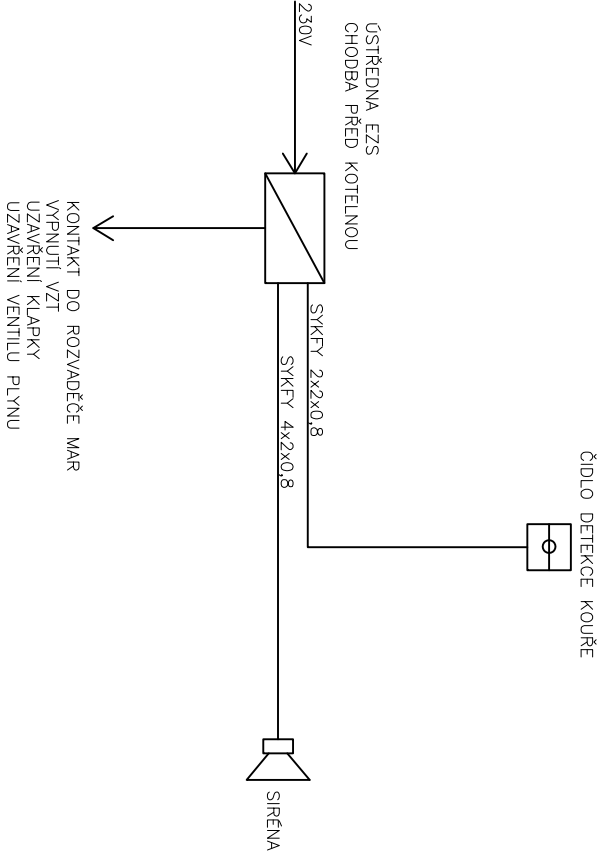 ČIDLO DETEKCE KOUŘE
ÚSTŘEDNA EZS
CHODBA PŘED KOTELNOU
230V
SYKFY 2x2x0,8
SYKFY 4x2x0,8
SIRÉNA
KONTAKT DO ROZVADĚČE MAR
VYPNUTÍ VZT
UZAVŘENÍ KLAPKY
UZAVŘENÍ VENTILU PLYNU